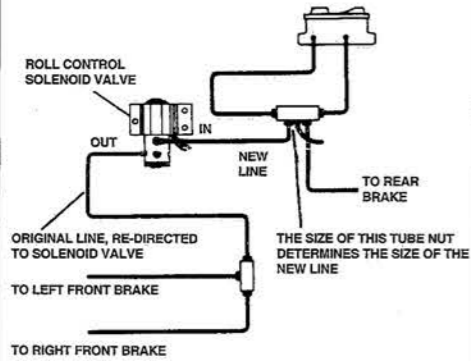 ROLL CONTROL
SOLENOID VALVE
OUT
IN
NEW
LINE
TO REAR
BRAKE
ORIGINAL LINE, RE-DIRECTED
TO SOLENOID VALVE
THE SIZE OF THIS TUBE NUT
DETERMINES THE SIZE OF THE
NEW LINE
TO LEFT FRONT BRAKE
TO RIGHT FRONT BRAKE